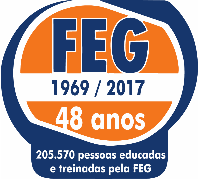 FEG
1969 / 2017
48 anos
205.570 pessoas educadas
e treinadas pela FEG